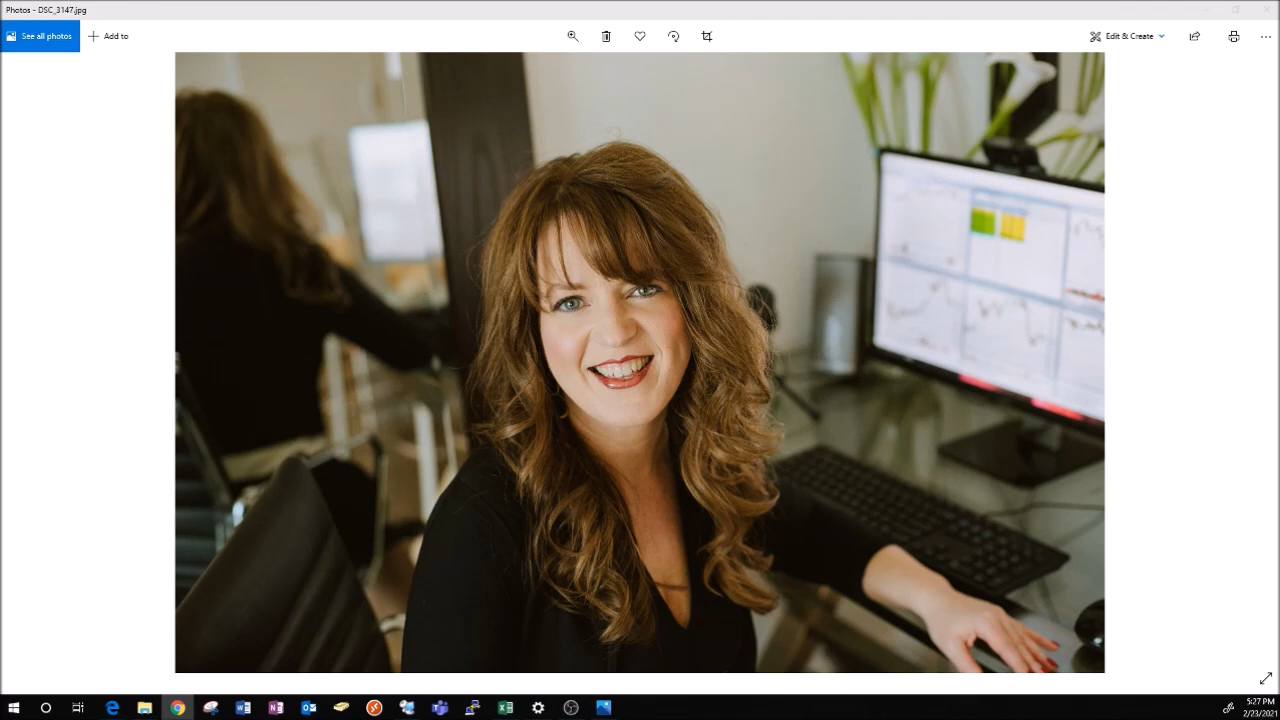 Photos - DSC_3147.jpg
See all photos
Add to
Edit & Create
5:27 PM
2/23/2021